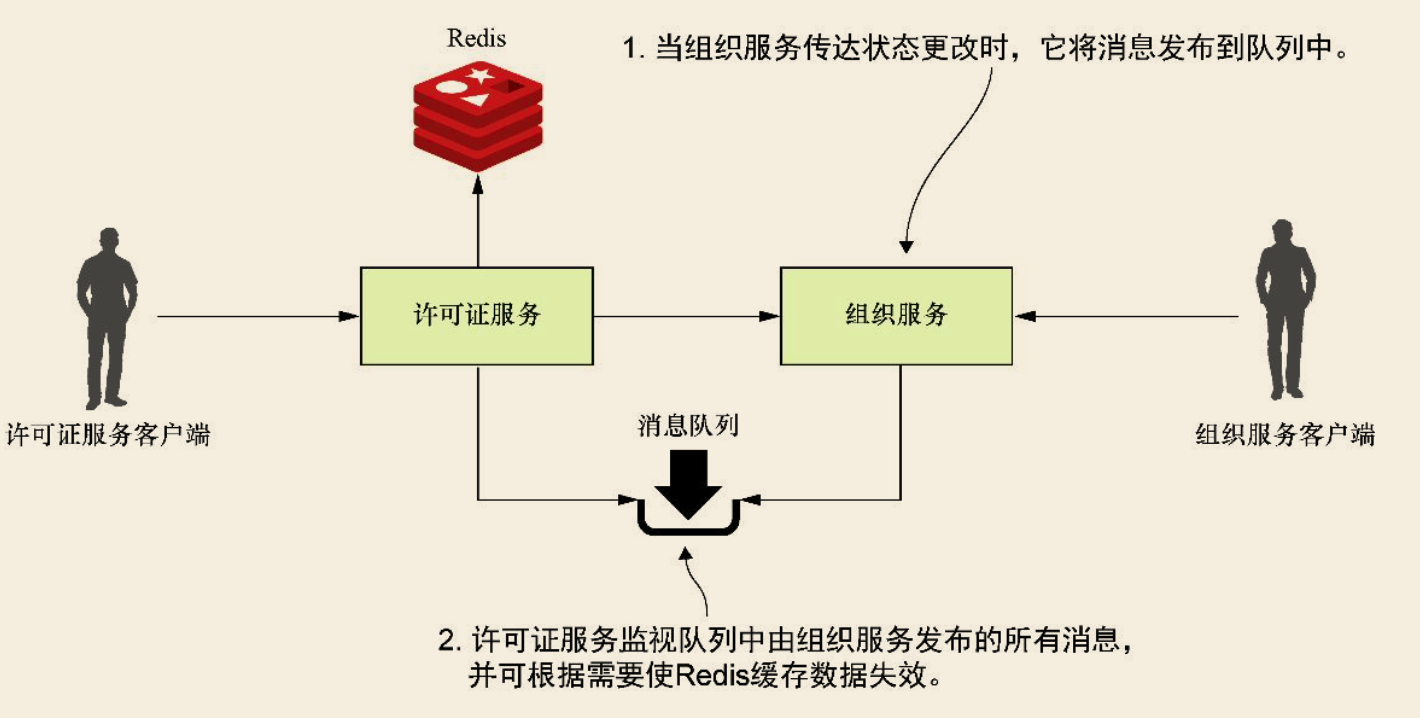 Redis
1. 当组织服务传达状态更改时，它将消息发布到队列中。
许可证服务
组织服务
许可证服务客户端
消息队列
组织服务客户端
2. 许可证服务监视队列中由组织服务发布的所有消息，
并可根据需要使Redis缓存数据失效。